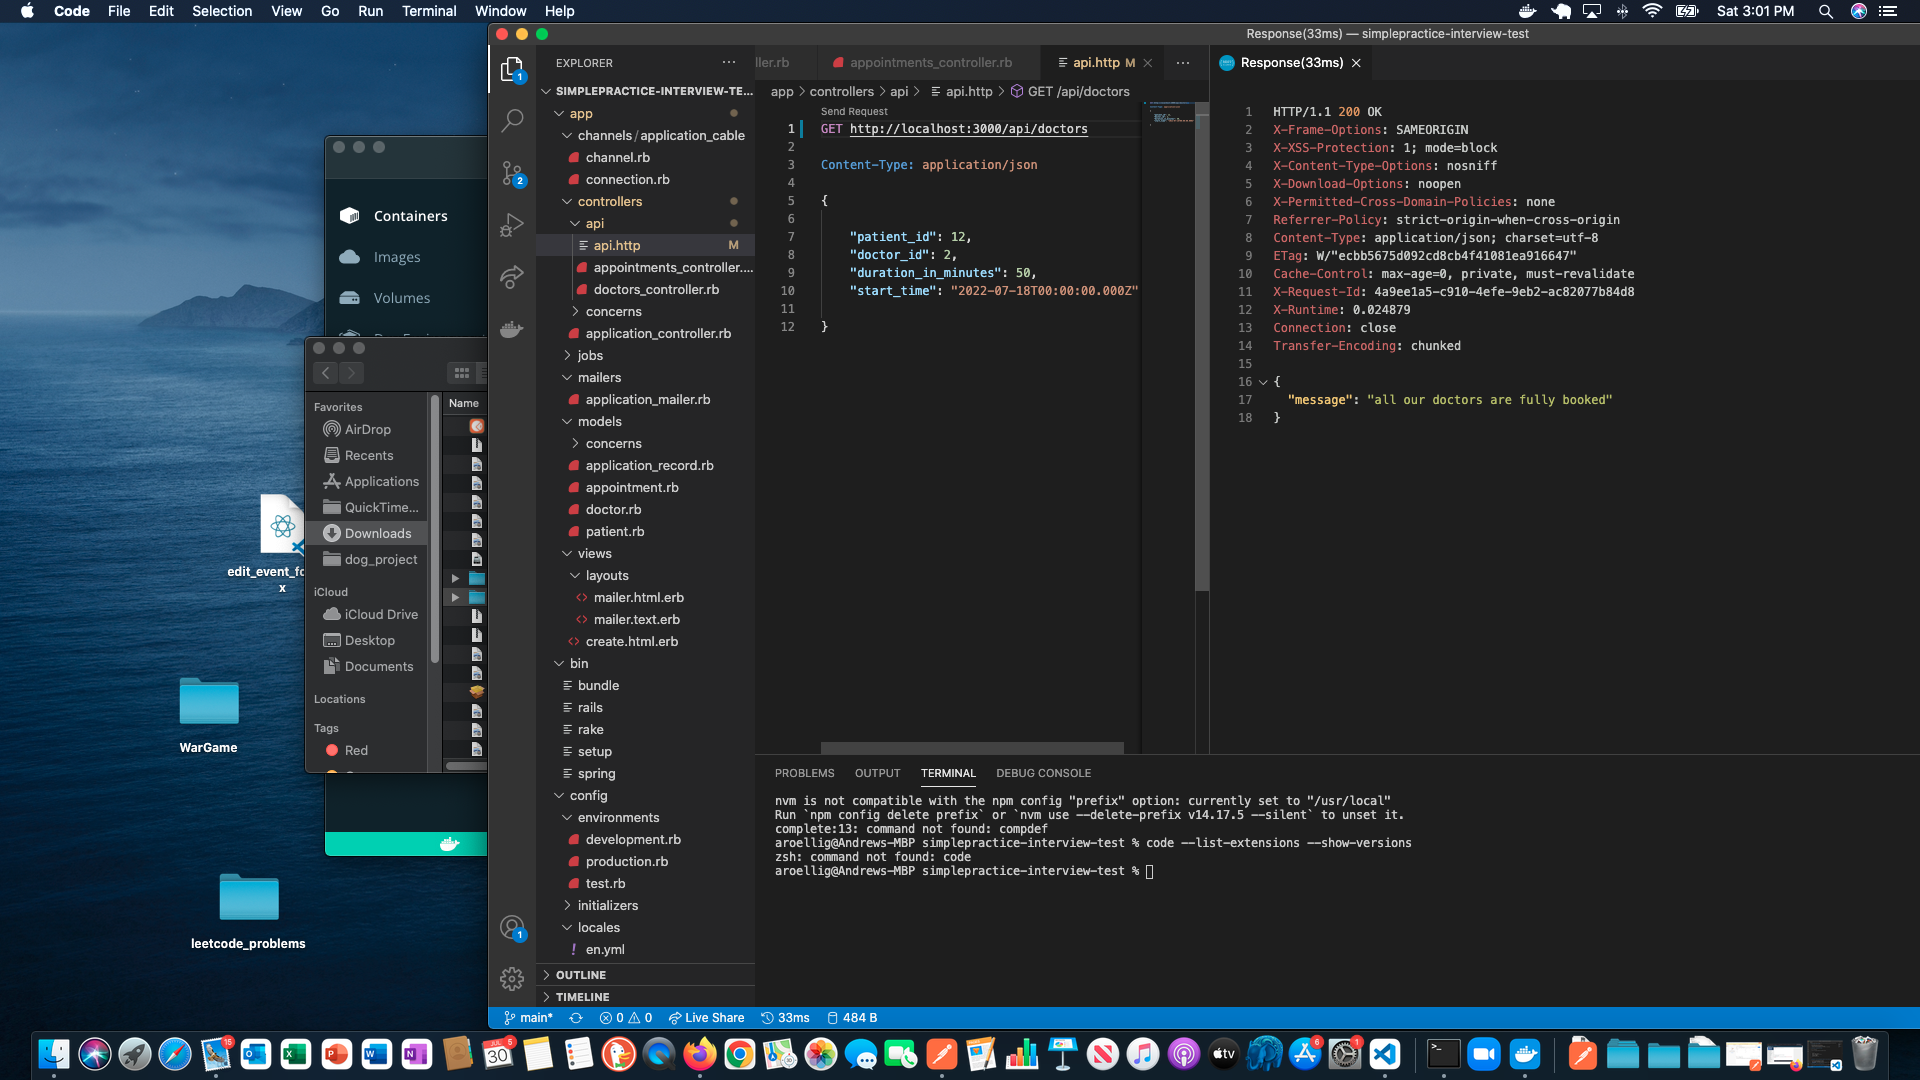 Code File Edit Selection View Go Run Terminal Window Help
Sat 3:01 PM
Response(33ms) — simplepractice-interview-test
Containers
Images
Volumes
Favorites
AirDrop
Recents
Applications
QuickTime...
Downloads
dog_project
iCloud
iCloud Drive
Desktop
Documents
Locations
Tags
Red
Name
edit_event_fo
x
WarGame
leetcode_problems
EXPLORER
SIMPLEPRACTICE-INTERVIEW-TE...
app
channels/application_cable
channel.rb
connection.rb
controllers
api
api.http M
appointments_controller....
doctors_controller.rb
concerns
application_controller.rb
jobs
mailers
application_mailer.rb
models
concerns
application_record.rb
appointment.rb
doctor.rb
patient.rb
views
layouts
mailer.html.erb
mailer.text.erb
create.html.erb
bin
bundle
rails
rake
setup
spring
config
environments
development.rb
production.rb
test.rb
initializers
locales
! en.yml
OUTLINE
TIMELINE
1
2
1
ller.rb appointments_controller.rb api.http M
app > controllers > api > api.http > GET /api/doctors
Send Request
1 GET http://localhost:3000/api/doctors
2
3 Content-Type: application/json
4
5 {
6
7 "patient_id": 12,
8 "doctor_id": 2,
9 "duration_in_minutes": 50,
10 "start_time": "2022-07-18T00:00:00.000Z"
11
12 }
Response(33ms)
1 HTTP/1.1 200 OK
2 X-Frame-Options: SAMEORIGIN
3 X-XSS-Protection: 1; mode=block
4 X-Content-Type-Options: nosniff
5 X-Download-Options: noopen
6 X-Permitted-Cross-Domain-Policies: none
7 Referrer-Policy: strict-origin-when-cross-origin
8 Content-Type: application/json; charset=utf-8
9 ETag: W/"ecbb5675d092cd8cb4f41081ea916647"
10 Cache-Control: max-age=0, private, must-revalidate
11 X-Request-Id: 4a9ee1a5-c910-4efe-9eb2-ac82077b84d8
12 X-Runtime: 0.024879
13 Connection: close
14 Transfer-Encoding: chunked
15
16 {
17 "message": "all our doctors are fully booked"
18 }
PROBLEMS OUTPUT TERMINAL DEBUG CONSOLE
nvm is not compatible with the npm config "prefix" option: currently set to "/usr/local"
Run `npm config delete prefix` or `nvm use --delete-prefix v14.17.5 --silent` to unset it.
complete:13: command not found: compdef
aroellig@Andrews-MBP simplepractice-interview-test % code --list-extensions --show-versions
zsh: command not found: code
aroellig@Andrews-MBP simplepractice-interview-test %
main* 0 0 Live Share 33ms 484 B
15
JUL
30
5
tv
6
1